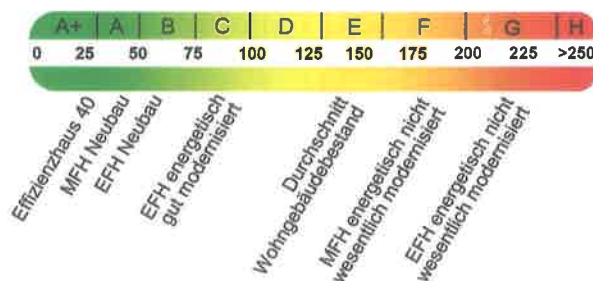 A+ A B C D E F G H
0 25 50 75 100 125 150 175 200 225 >250
Effizienzhaus 40
MFH Neubau
EFH Neubau
EFH energetisch
gut modernisiert
Durchschnitt
Wohngebäudebestand
MFH energetisch nicht
wesentlich modernisiert
EFH energetisch nicht
wesentlich modernisiert